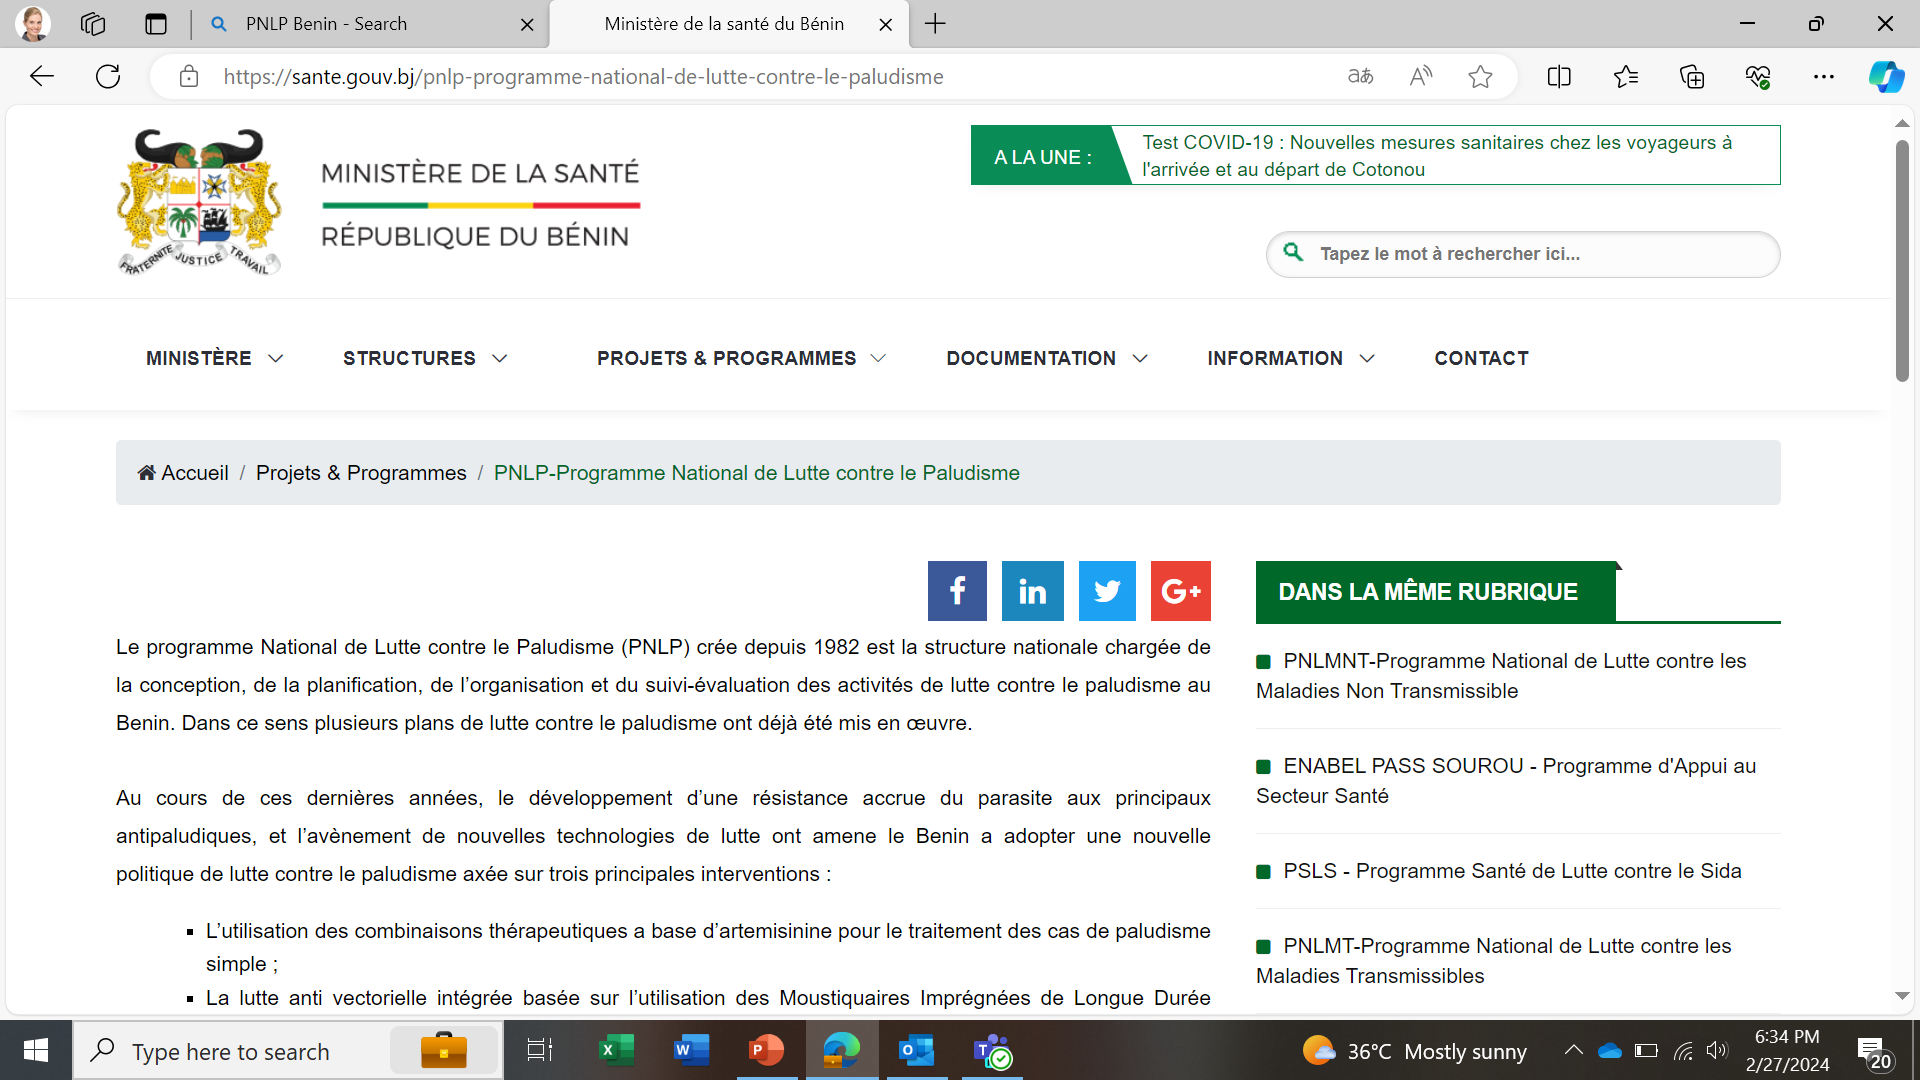 PNLP Benin - Search
Ministère de la santé du Bénin
https://sante.gouv.bj/pnlp-programme-national-de-lutte-contre-le-paludisme
FRATERNITÉ JUSTICE TRAVAIL
MINISTÈRE DE LA SANTÉ
RÉPUBLIQUE DU BÉNIN
A LA UNE :
Test COVID-19 : Nouvelles mesures sanitaires chez les voyageurs à
l'arrivée et au départ de Cotonou
Tapez le mot à rechercher ici...
MINISTÈRE STRUCTURES PROJETS & PROGRAMMES DOCUMENTATION INFORMATION CONTACT
Accueil / Projets & Programmes / PNLP-Programme National de Lutte contre le Paludisme
Le programme National de Lutte contre le Paludisme (PNLP) crée depuis 1982 est la structure nationale chargée de
la conception, de la planification, de l’organisation et du suivi-évaluation des activités de lutte contre le paludisme au
Benin. Dans ce sens plusieurs plans de lutte contre le paludisme ont déjà été mis en œuvre.
Au cours de ces dernières années, le développement d’une résistance accrue du parasite aux principaux
antipaludiques, et l’avènement de nouvelles technologies de lutte ont amene le Benin a adopter une nouvelle
politique de lutte contre le paludisme axée sur trois principales interventions :
L’utilisation des combinaisons thérapeutiques a base d’artemisinine pour le traitement des cas de paludisme
simple ;
La lutte anti vectorielle intégrée basée sur l’utilisation des Moustiquaires Imprégnées de Longue Durée
DANS LA MÊME RUBRIQUE
PNLMNT-Programme National de Lutte contre les
Maladies Non Transmissible
ENABEL PASS SOUROU - Programme d'Appui au
Secteur Santé
PSLS - Programme Santé de Lutte contre le Sida
PNLMT-Programme National de Lutte contre les
Maladies Transmissibles
Type here to search
36°C Mostly sunny
6:34 PM
2/27/2024
20